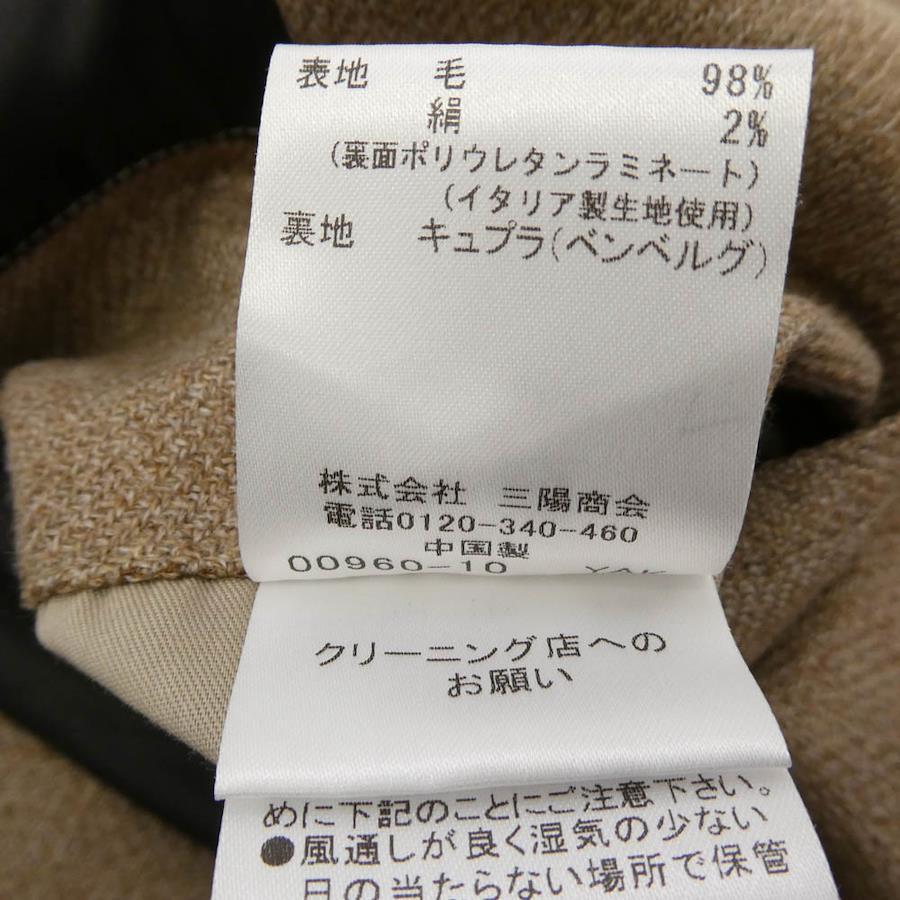 表地 毛 98%
絹 2%
(裏面ポリウレタンラミネート)
(イタリア製生地使用)
裏地 キュプラ(ベンベルグ)
株式会社 三陽商会
電話0120-340-460
中国製
00960-10
クリーニング店への
お願い
めに下記のことにご注意下さい。
●風通しが良く湿気の少ない
日の当たらない場所で保管